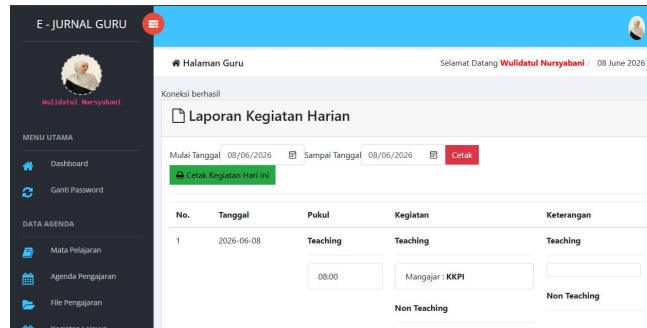 E - JURNAL GURU
Wulidatul Nursyabani
MENU UTAMA
Dashboard
Ganti Password
DATA AGENDA
Mata Pelajaran
Agenda Pengajaran
File Pengajaran
Halaman Guru
Selamat Datang Wulidatul Nursyabani / 08 June 2026
Koneksi berhasil
Laporan Kegiatan Harian
Mulai Tanggal 08/06/2026 Sampai Tanggal 08/06/2026 Cetak
Cetak Kegiatan Hari Ini
No. Tanggal Pukul Kegiatan Keterangan
1 2026-06-08 Teaching Teaching Teaching
08:00 Mangajar : KKPI
Non Teaching
Non Teaching